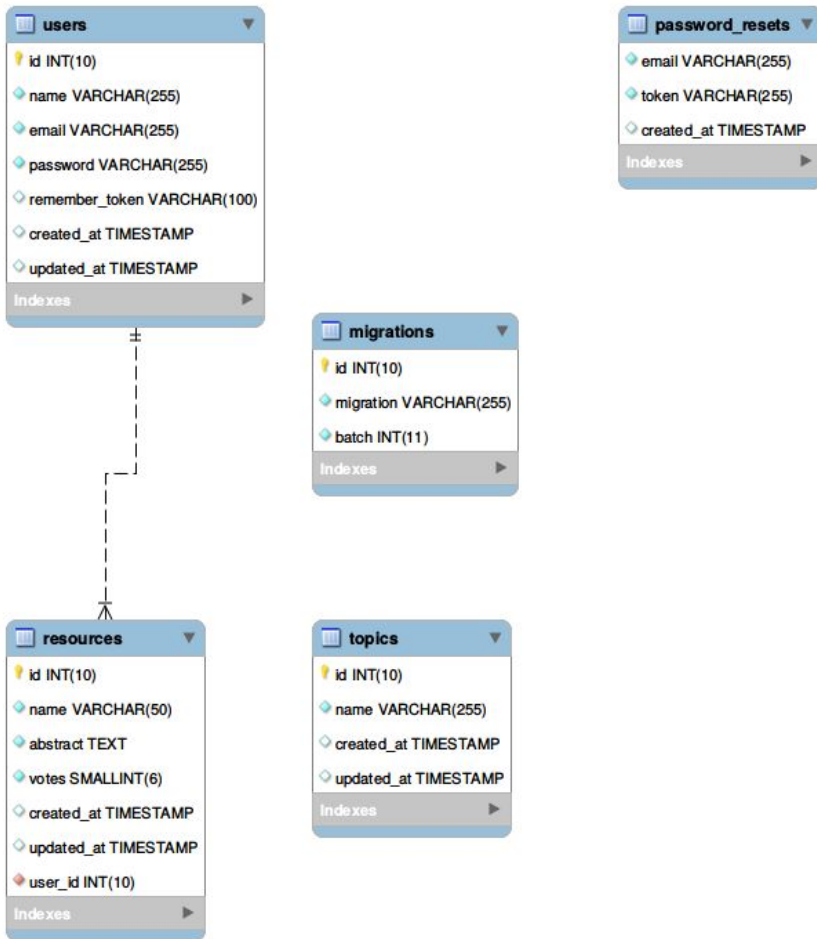 users
id INT(10)
name VARCHAR(255)
email VARCHAR(255)
password VARCHAR(255)
remember_token VARCHAR(100)
created_at TIMESTAMP
updated_at TIMESTAMP
Indexes
password_resets
email VARCHAR(255)
token VARCHAR(255)
created_at TIMESTAMP
Indexes
migrations
id INT(10)
migration VARCHAR(255)
batch INT(11)
Indexes
resources
id INT(10)
name VARCHAR(50)
abstract TEXT
votes SMALLINT(6)
created_at TIMESTAMP
updated_at TIMESTAMP
user_id INT(10)
Indexes
topics
id INT(10)
name VARCHAR(255)
created_at TIMESTAMP
updated_at TIMESTAMP
Indexes